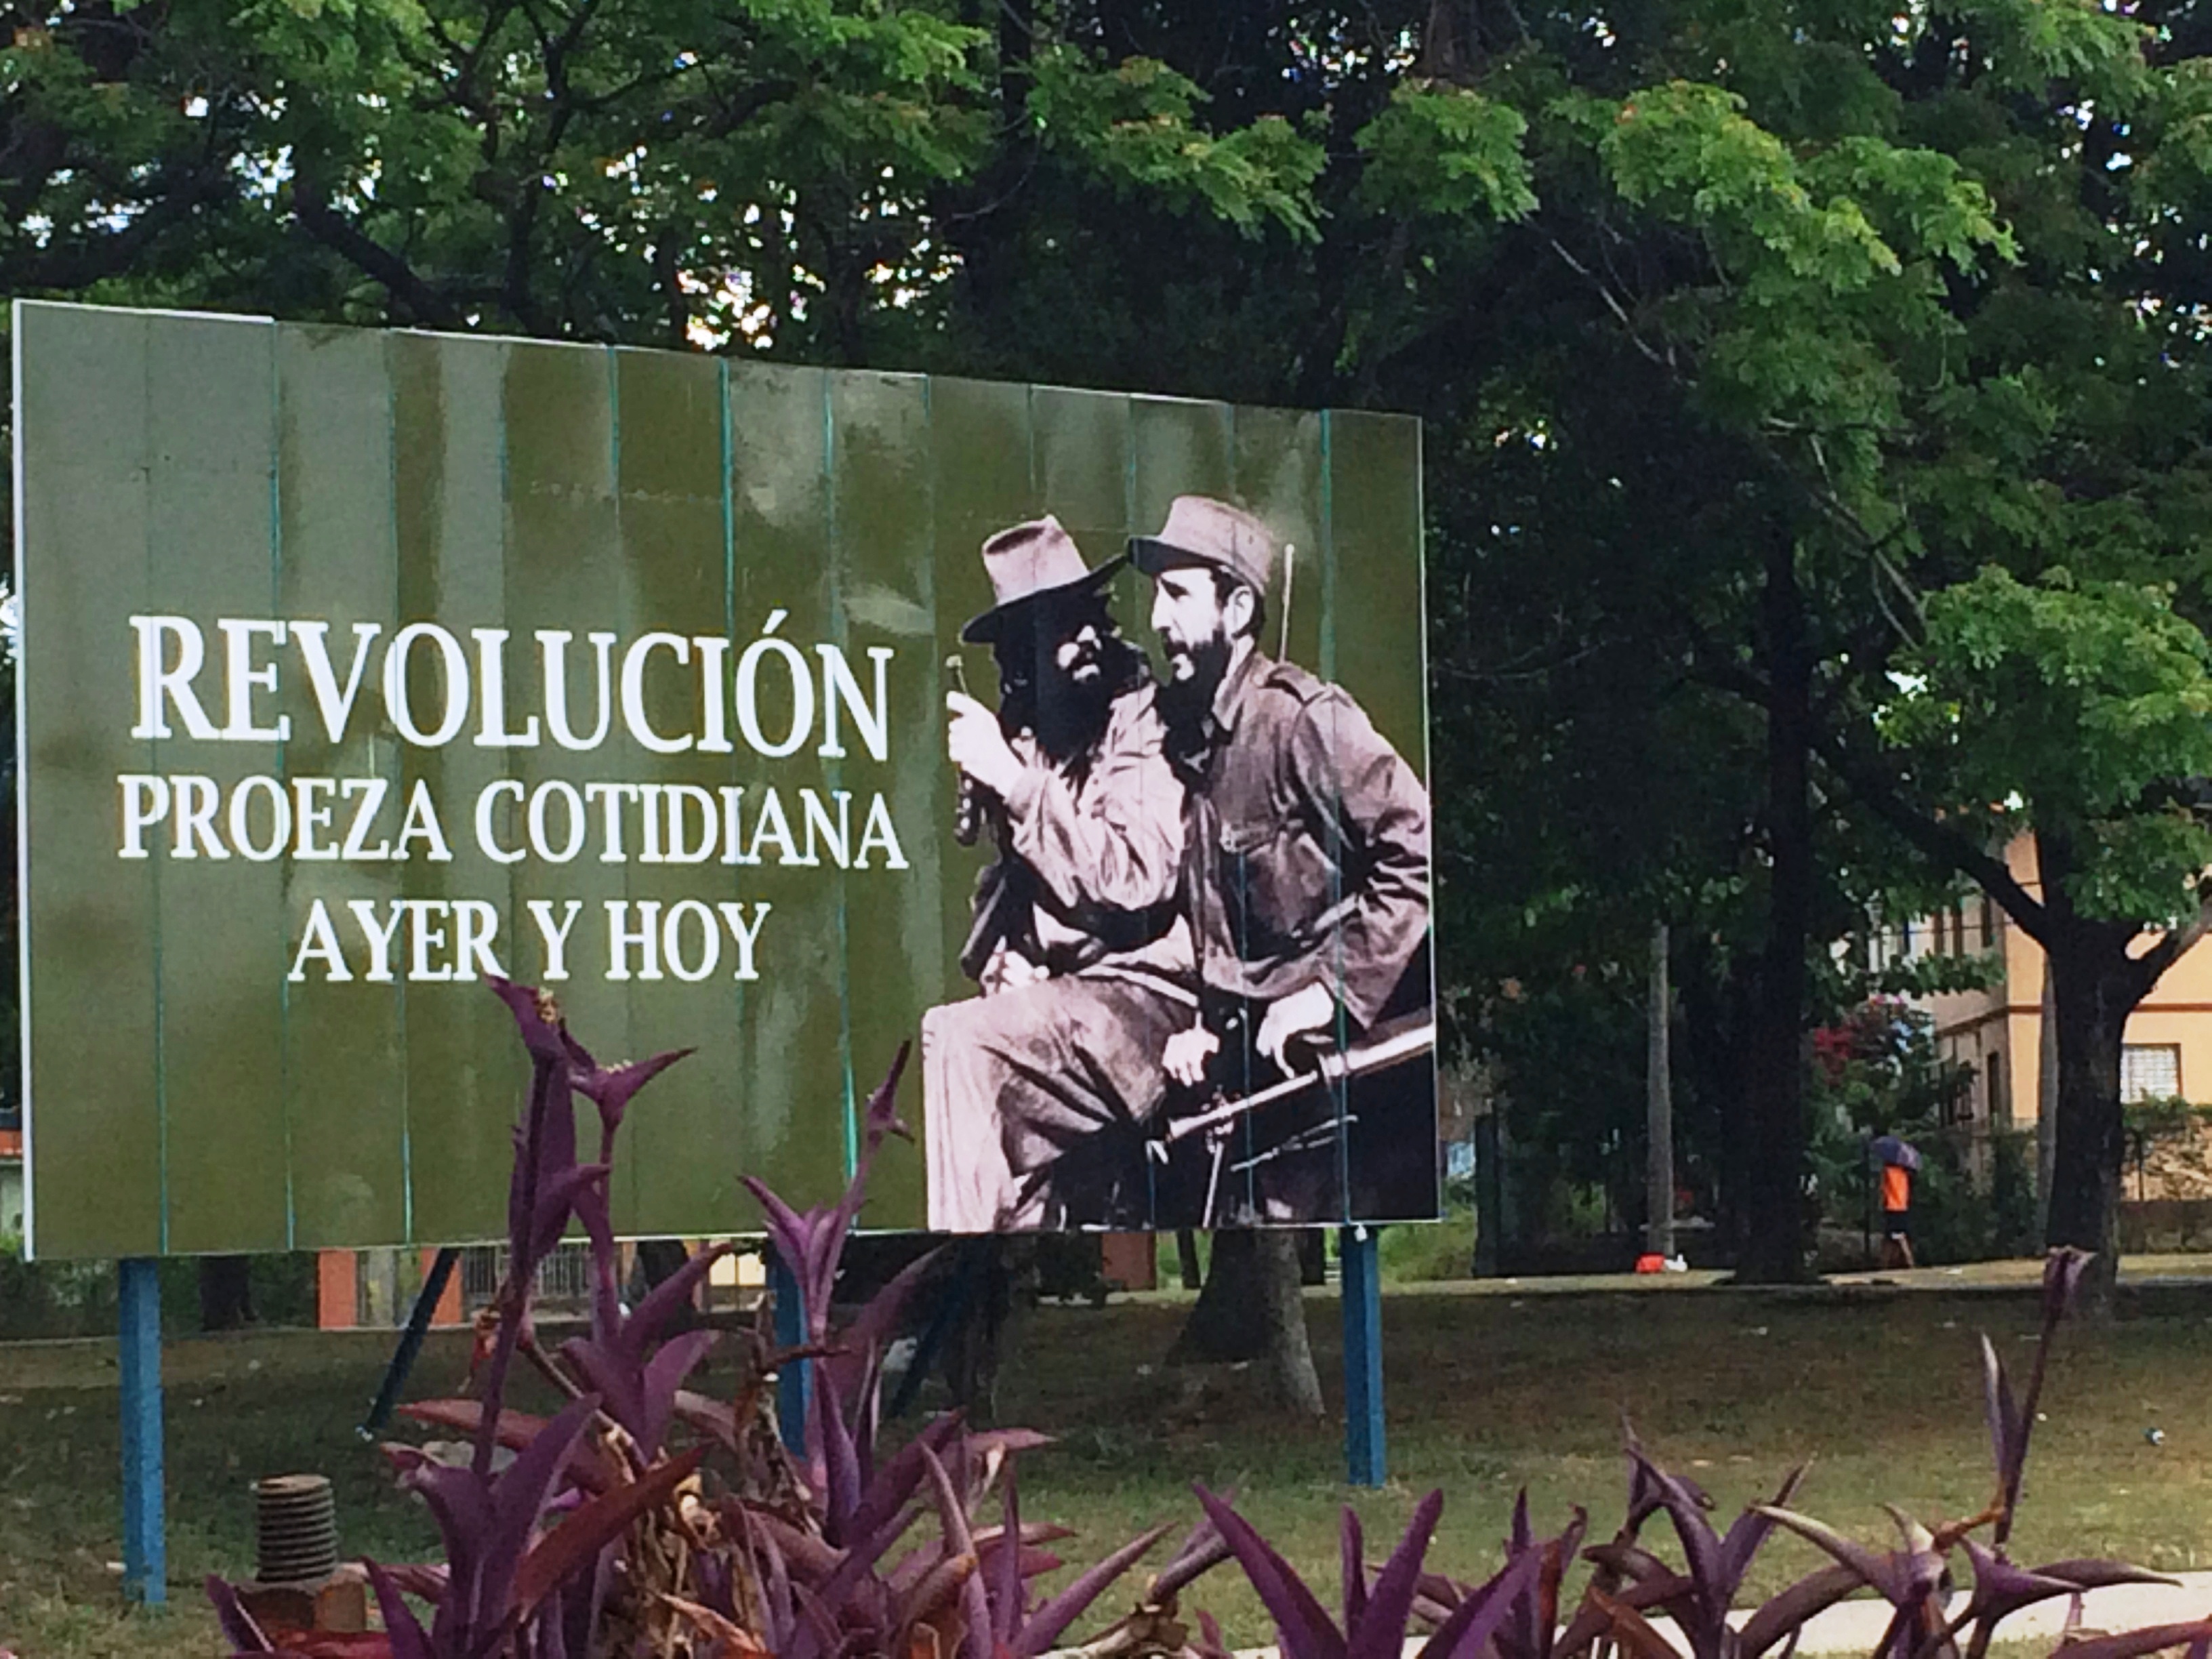 REVOLUCIÓN
PROEZA COTIDIANA
AYER Y HOY